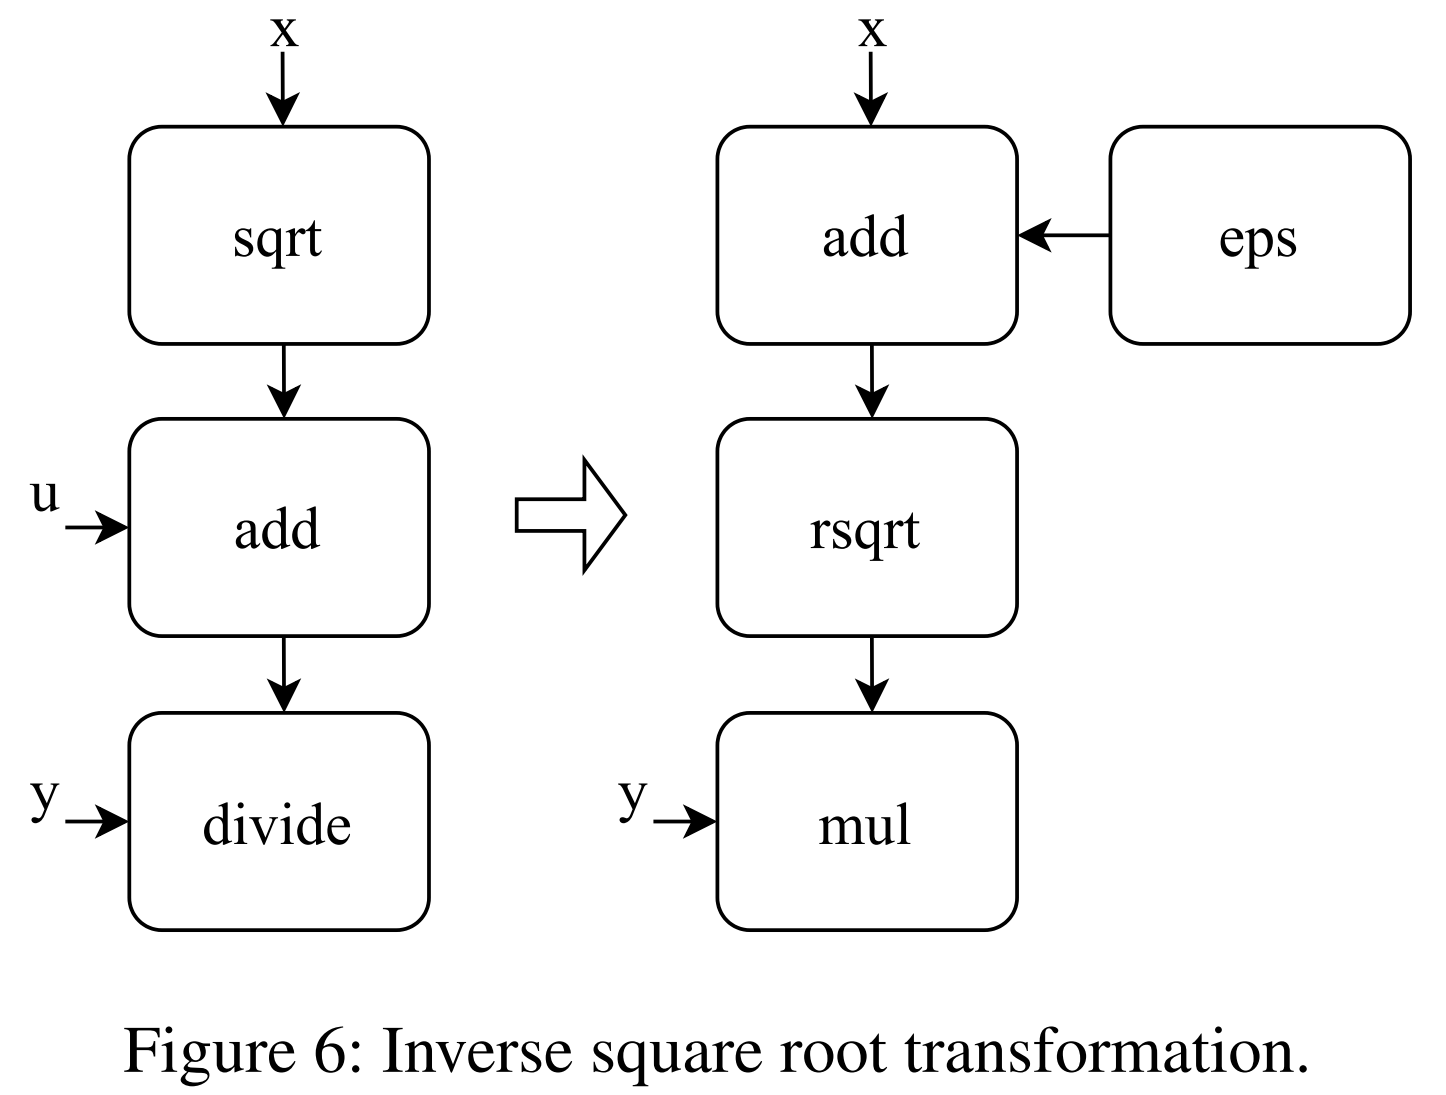 x
sqrt
u
add
y
divide
x
add
eps
rsqrt
y
mul
Figure 6: Inverse square root transformation.